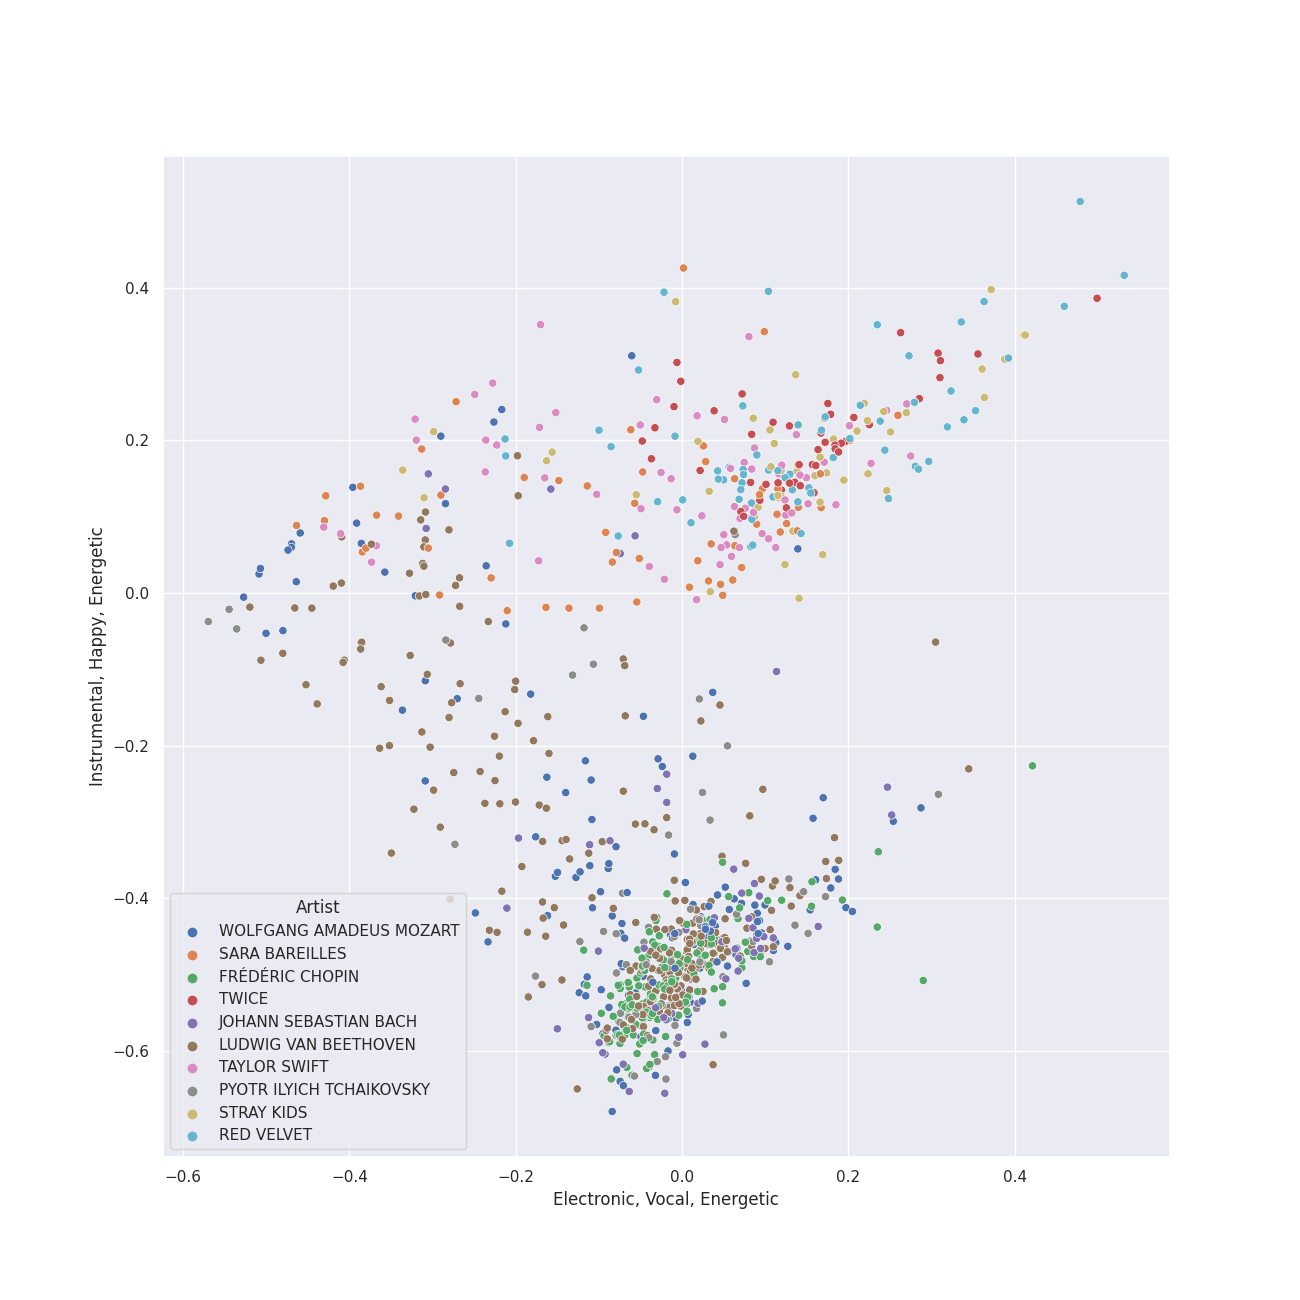 0.4
0.2
0.0
−0.2
−0.4
−0.6
Instrumental, Happy, Energetic
Artist
WOLFGANG AMADEUS MOZART
SARA BAREILLES
FRÉDÉRIC CHOPIN
TWICE
JOHANN SEBASTIAN BACH
LUDWIG VAN BEETHOVEN
TAYLOR SWIFT
PYOTR ILYICH TCHAIKOVSKY
STRAY KIDS
RED VELVET
−0.6 −0.4 −0.2 0.0 0.2 0.4
Electronic, Vocal, Energetic